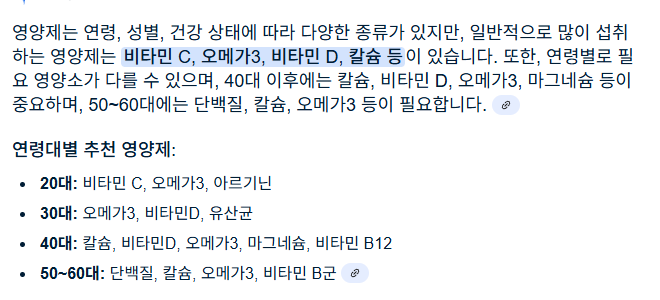 영양제는 연령, 성별, 건강 상태에 따라 다양한 종류가 있지만, 일반적으로 많이 섭취
하는 영양제는 비타민 C, 오메가3, 비타민 D, 칼슘 등이 있습니다. 또한, 연령별로 필
요 영양소가 다를 수 있으며, 40대 이후에는 칼슘, 비타민 D, 오메가3, 마그네슘 등이
중요하며, 50~60대에는 단백질, 칼슘, 오메가3 등이 필요합니다.
연령대별 추천 영양제:
• 20대: 비타민 C, 오메가3, 아르기닌
• 30대: 오메가3, 비타민D, 유산균
• 40대: 칼슘, 비타민D, 오메가3, 마그네슘, 비타민 B12
• 50~60대: 단백질, 칼슘, 오메가3, 비타민 B군